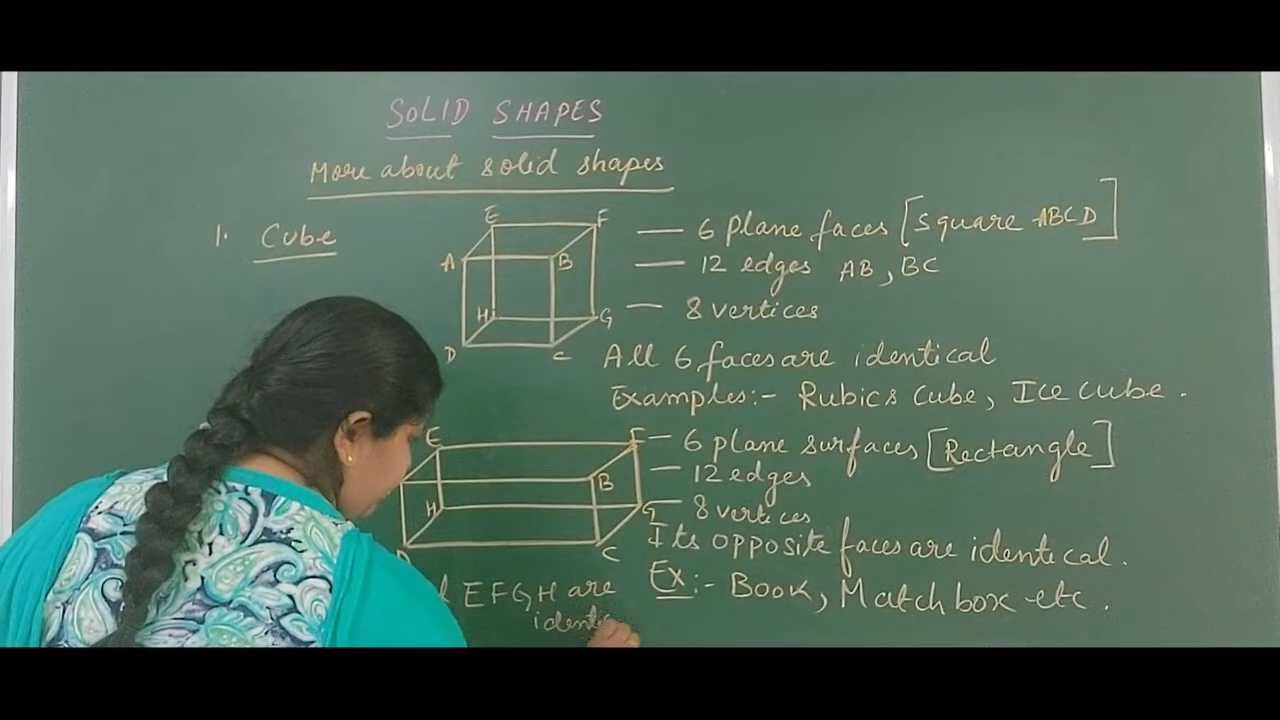 SOLID SHAPES
More about solid shapes
1. Cube
E F
A B
H G
D C
— 6 Plane faces [Square ABCD]
— 12 edges AB, BC
— 8 vertices
All 6 faces are identical
Examples:- Rubics Cube, Ice Cube.
E F
B
H G
D C
— 6 plane surfaces [Rectangle]
— 12 edges
— 8 vertices
Its opposite faces are identical.
Ex:- Book, Matchbox etc.
EFGH are